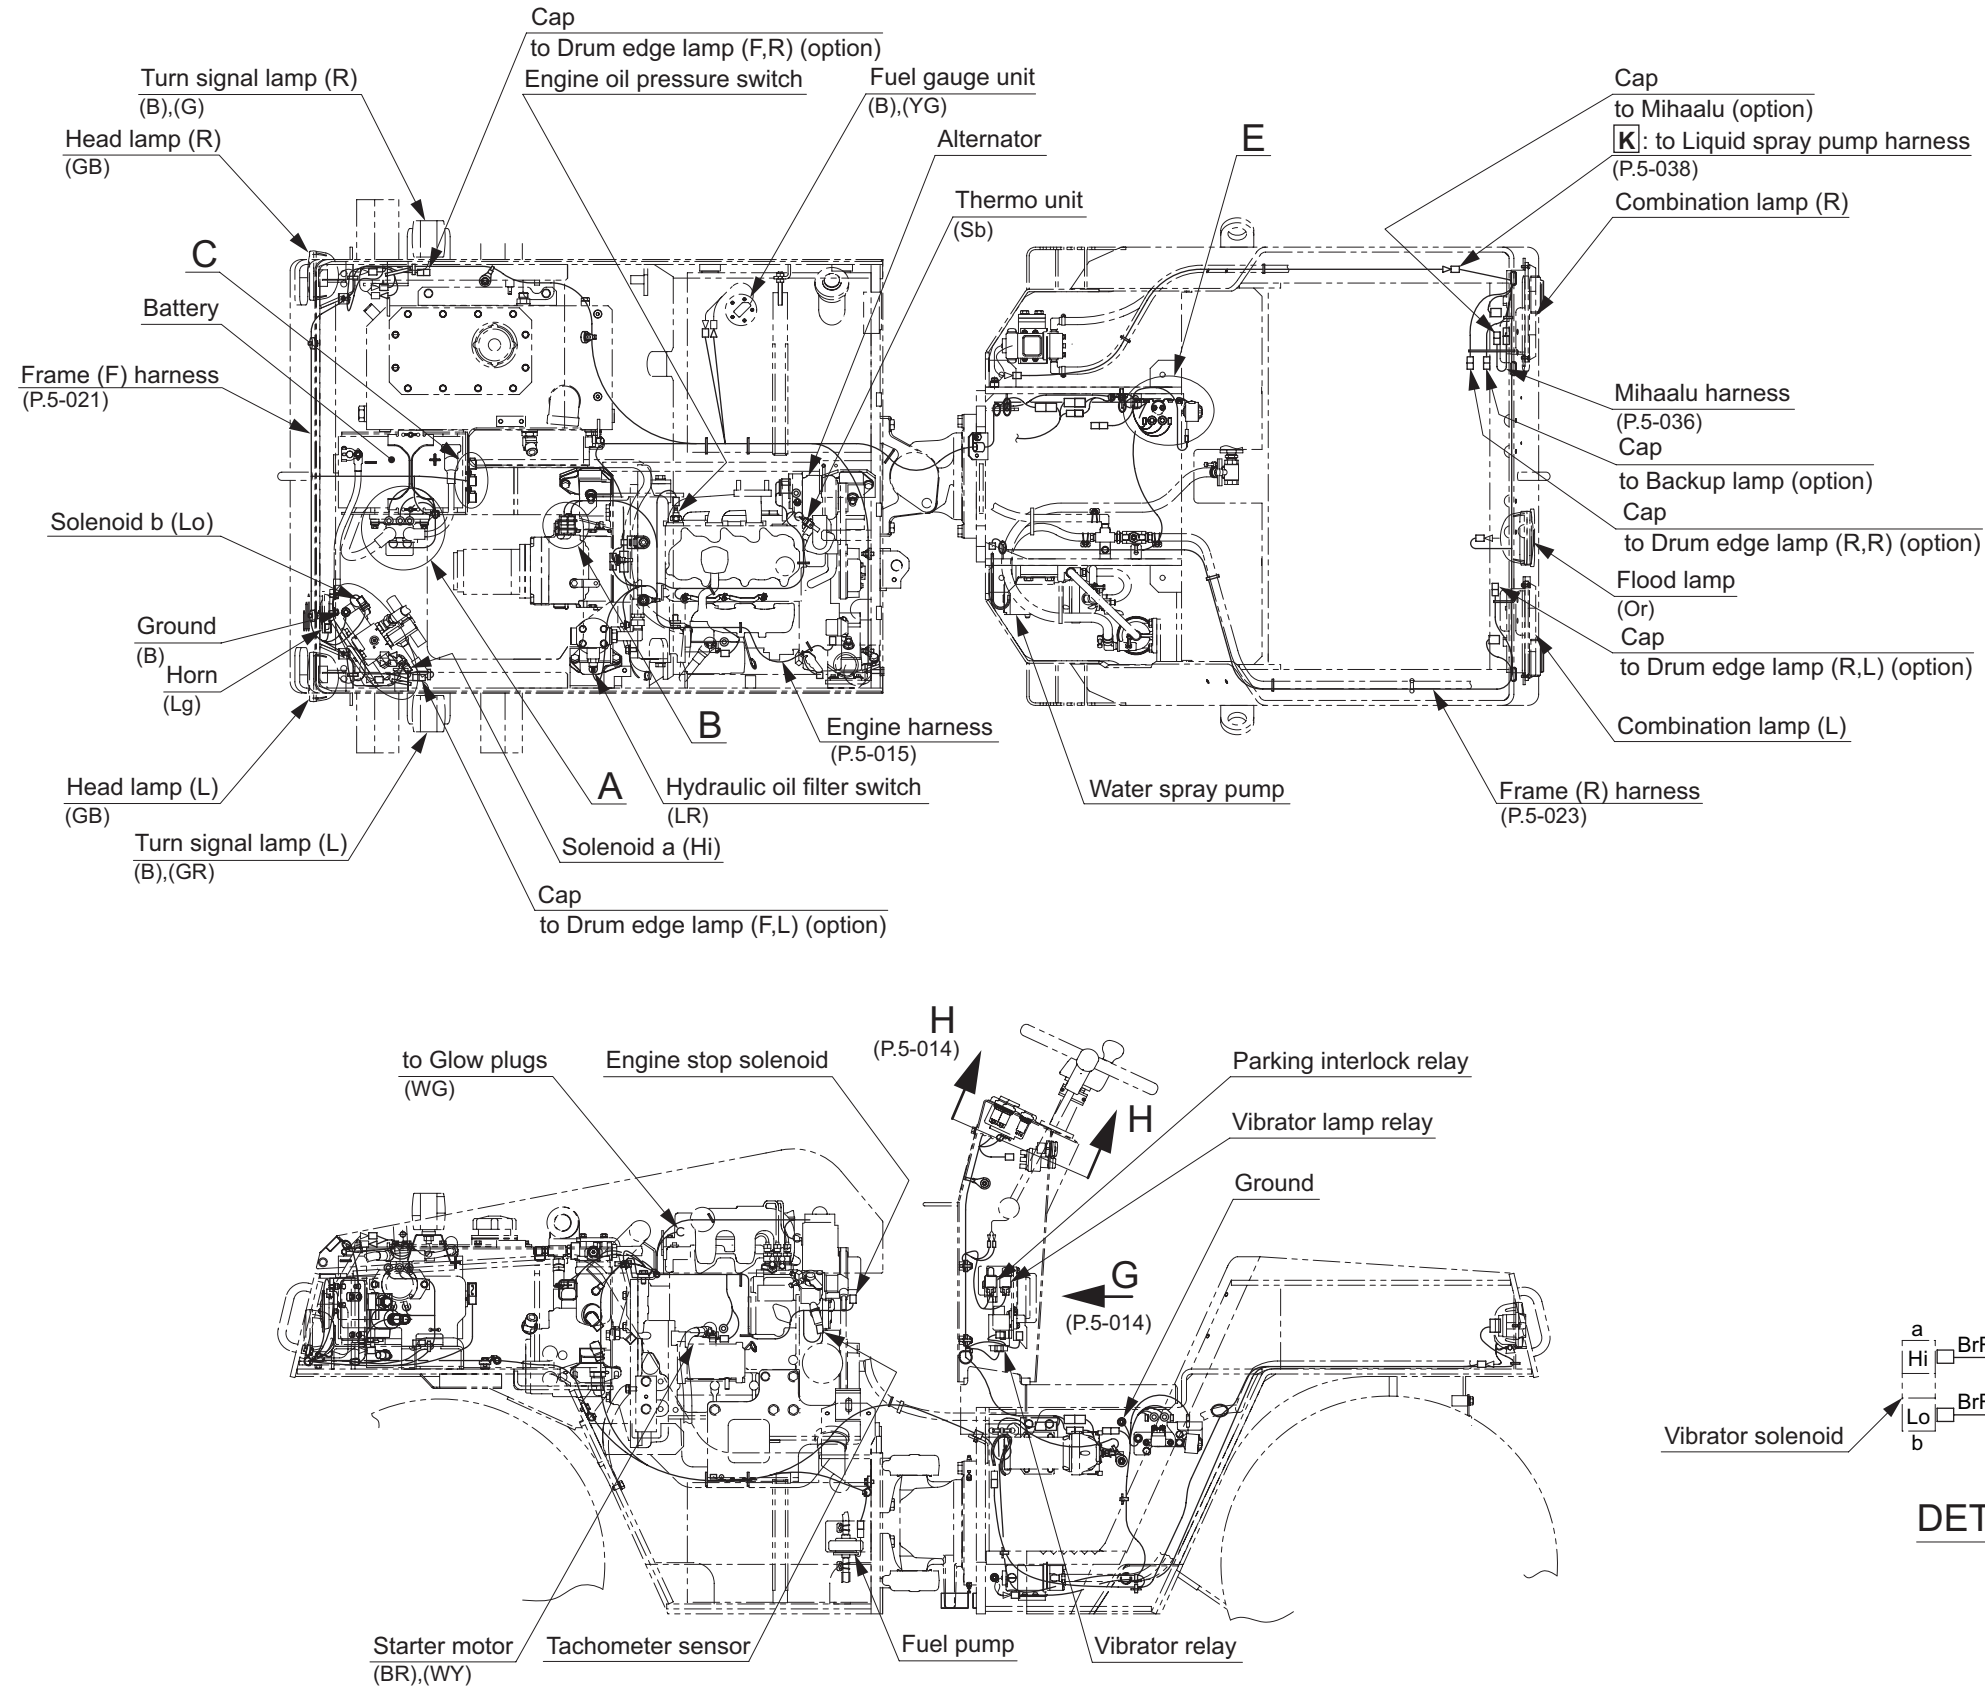 Cap
to Drum edge lamp (F,R) (option)
Engine oil pressure switch
Turn signal lamp (R)
(B),(G)
Head lamp (R)
(GB)
Fuel gauge unit
(B),(YG)
Alternator
Thermo unit
(Sb)
E
Cap
to Mihaalu (option)
K : to Liquid spray pump harness
(P.5-038)
Combination lamp (R)
C
Battery
Frame (F) harness
(P.5-021)
Mihaalu harness
(P.5-036)
Cap
to Backup lamp (option)
Cap
to Drum edge lamp (R,R) (option)
Flood lamp
(Or)
Cap
to Drum edge lamp (R,L) (option)
Combination lamp (L)
− +
Solenoid b (Lo)
Ground
(B)
Horn
(Lg)
Head lamp (L)
(GB)
Turn signal lamp (L)
(B),(GR)
B
A
Engine harness
(P.5-015)
Hydraulic oil filter switch
(LR)
Solenoid a (Hi)
Cap
to Drum edge lamp (F,L) (option)
Water spray pump
Frame (R) harness
(P.5-023)
H
(P.5-014)
to Glow plugs
(WG)
Engine stop solenoid
Parking interlock relay
H
Vibrator lamp relay
Ground
G
(P.5-014)
a
Hi
BrR
Lo
BrR
b
Vibrator solenoid
DET
Starter motor
(BR),(WY)
Tachometer sensor
Fuel pump
Vibrator relay